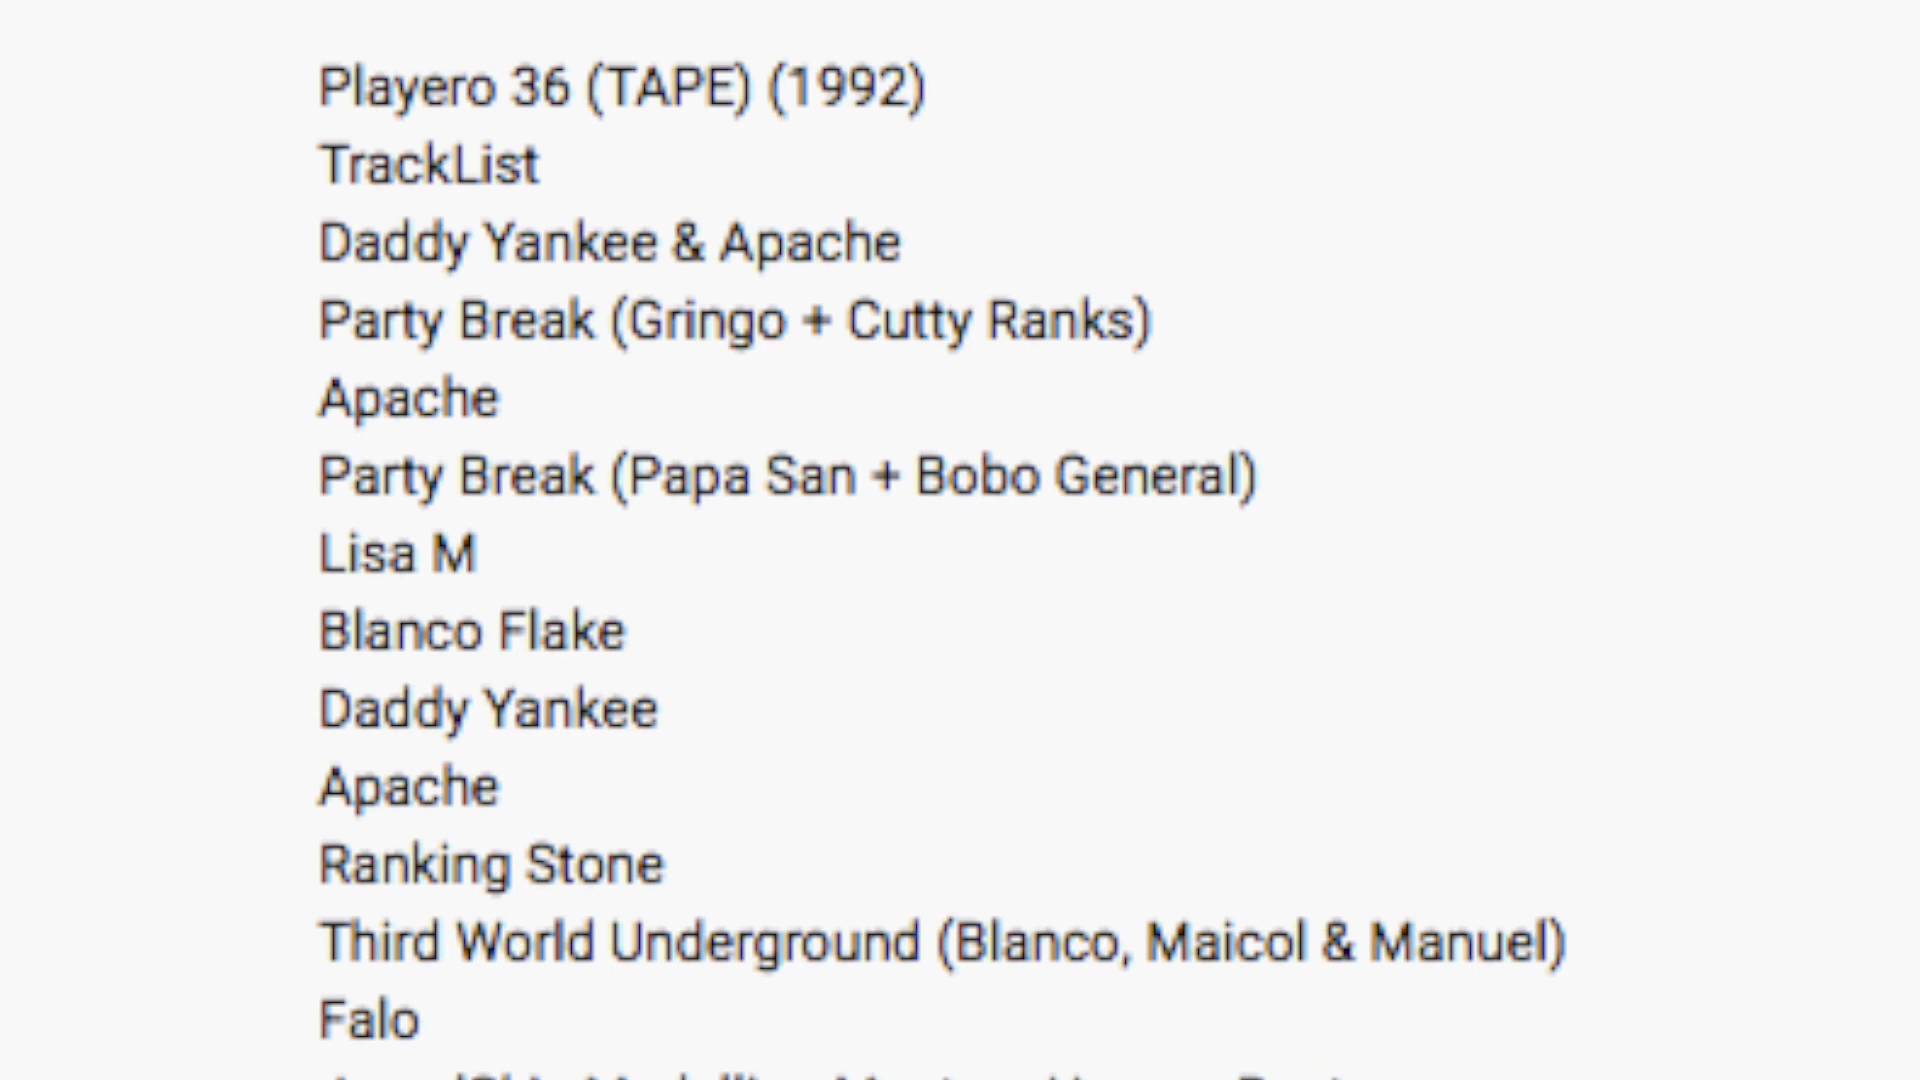 Playero 36 (TAPE) (1992)
TrackList
Daddy Yankee & Apache
Party Break (Gringo + Cutty Ranks)
Apache
Party Break (Papa San + Bobo General)
Lisa M
Blanco Flake
Daddy Yankee
Apache
Ranking Stone
Third World Underground (Blanco, Maicol & Manuel)
Falo